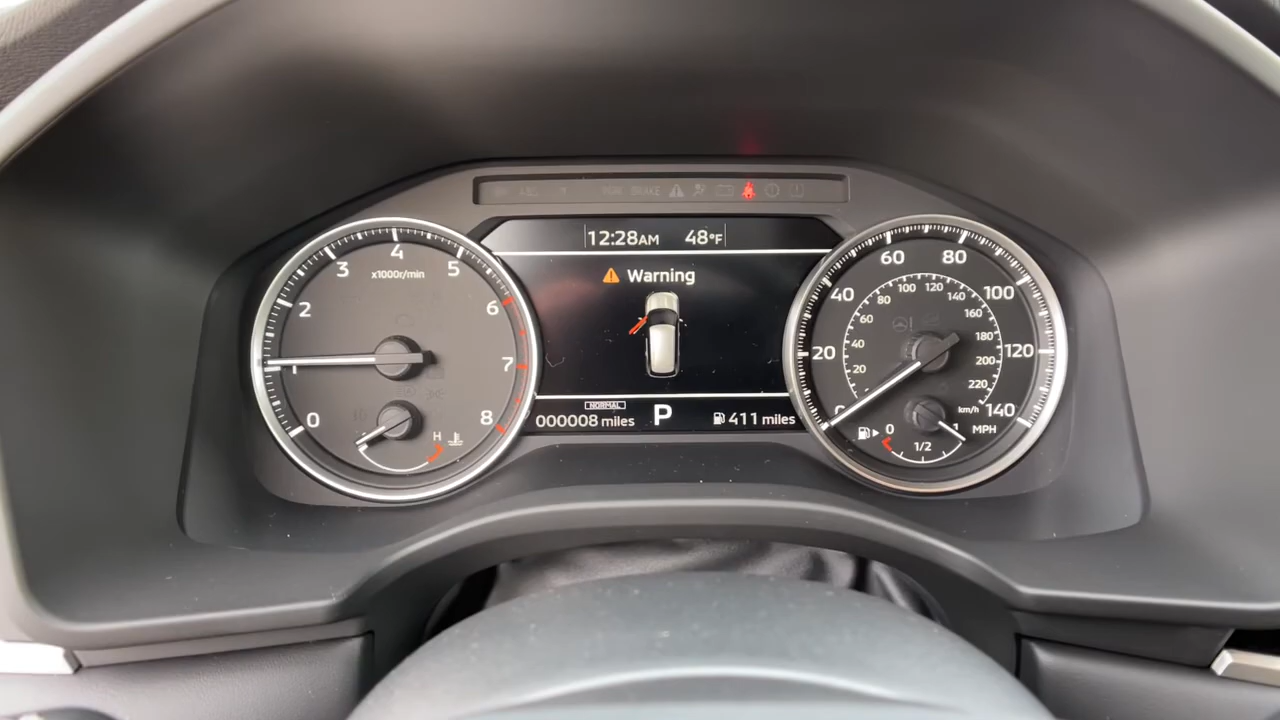 BRAKE
12:28AM 48°F
Warning
NORMAL
000008 miles P 411 miles
0 1 2 3 4 5 6 7 8
x1000r/min
H
0 20 40 60 80 100 120 140
20 40 60 80 100 120 140 160 180 200 220
km/h
MPH
0 1/2 1